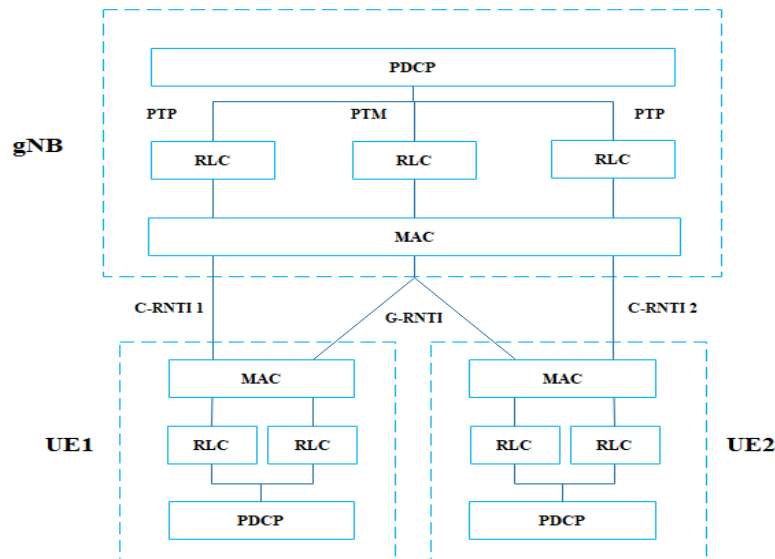 PDCP
PTP PTM PTP
gNB
RLC RLC RLC
MAC
C-RNTI 1 G-RNTI C-RNTI 2
MAC MAC
UE1 RLC RLC RLC RLC UE2
PDCP PDCP